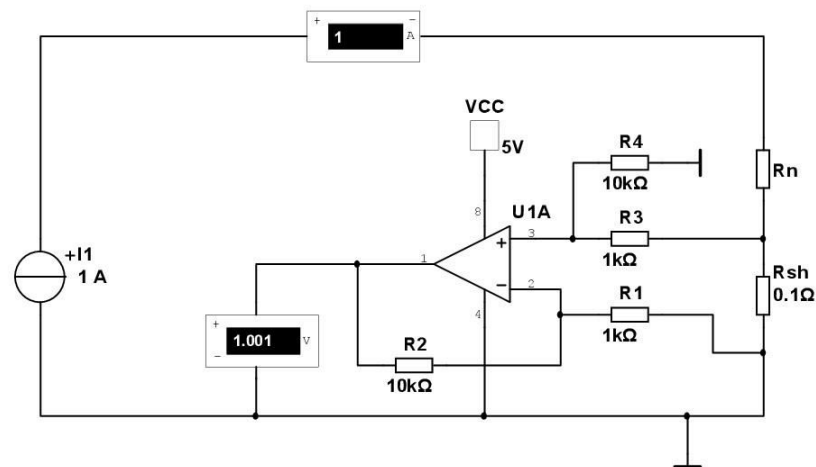 + −
1 A
VCC
5V
R4
10kΩ
Rn
8
U1A
+ 3
R3
1kΩ
+I1
1 A
1
− 2
R1
1kΩ
Rsh
0.1Ω
4
+
1.001 V
−
R2
10kΩ